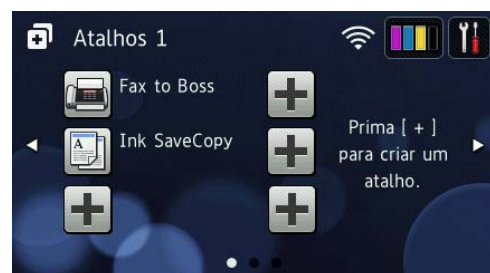 Atalhos 1
Fax to Boss
Ink SaveCopy
Prima [ + ]
para criar um
atalho.